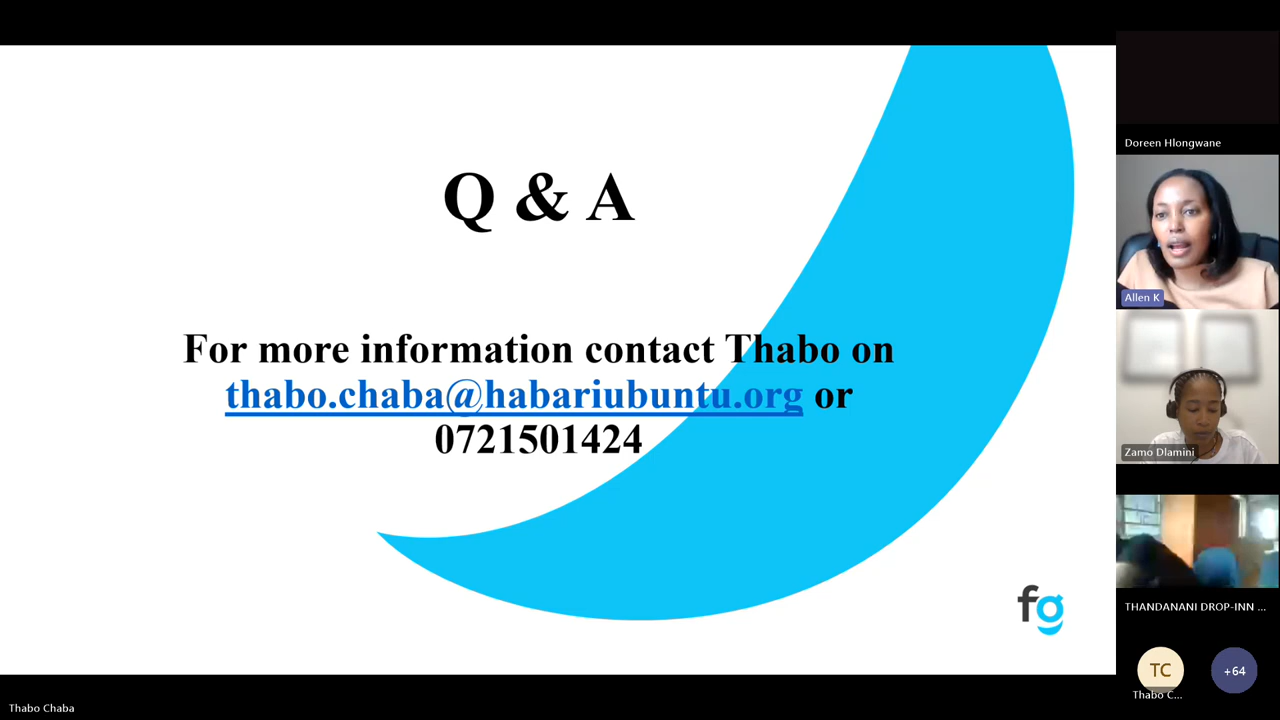 Q & A
For more information contact Thabo on
thabo.chaba@habariubuntu.org or
0721501424
fg
Doreen Hlongwane
Allen K
Zamo Dlamini
THANDANANI DROP-INN ...
TC
Thabo C...
+64
Thabo Chaba